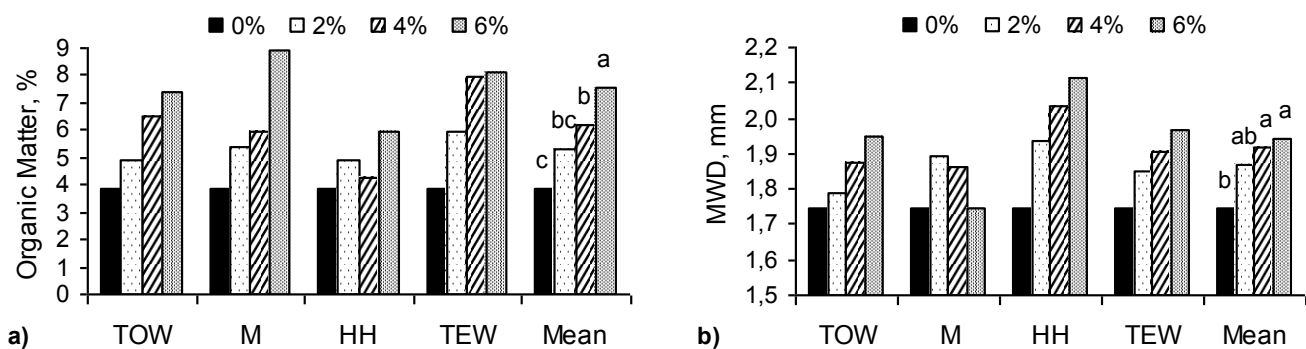 0% 2% 4% 6%
Organic Matter, %
9
8
7
6
5
4
3
2
1
0
a
b
bc
c
TOW M HH TEW Mean
a)
0% 2% 4% 6%
MWD, mm
2,2
2,1
2,0
1,9
1,8
1,7
1,6
1,5
a
a
ab
b
TOW M HH TEW Mean
b)